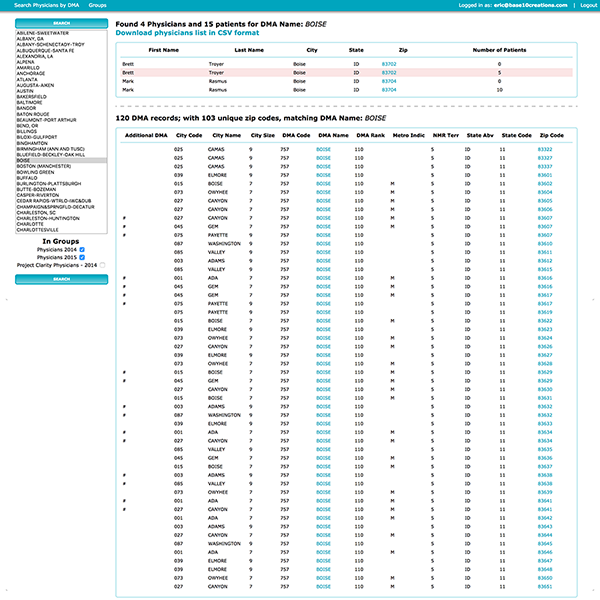 Search Physicians by DMA Groups Logged in as: eric@base10creations.com | Logout
SEARCH
ABILENE-SWEETWATER
ALBANY, GA
ALBANY-SCHENECTADY-TROY
ALBUQUERQUE-SANTA FE
ALEXANDRIA, LA
ALPENA
AMARILLO
ANCHORAGE
ATLANTA
AUGUSTA-AIKEN
AUSTIN
BAKERSFIELD
BALTIMORE
BANGOR
BATON ROUGE
BEAUMONT-PORT ARTHUR
BEND, OR
BILLINGS
BILOXI-GULFPORT
BINGHAMTON
BIRMINGHAM (ANN AND TUSC)
BLUEFIELD-BECKLEY-OAK HILL
BOISE
BOSTON (MANCHESTER)
BOWLING GREEN
BUFFALO
BURLINGTON-PLATTSBURGH
BUTTE-BOZEMAN
CASPER-RIVERTON
CEDAR RAPIDS-WTRLO-IWC&DUB
CHAMPAIGN&SPRNGFLD-DECATUR
CHARLESTON, SC
CHARLESTON-HUNTINGTON
CHARLOTTE
CHARLOTTESVILLE
In Groups
Physicians 2014
Physicians 2015
Project Clarity Physicians - 2014
SEARCH
Found 4 Physicians and 15 patients for DMA Name: BOISE
Download physicians list in CSV format
First Name Last Name City State Zip Number of Patients
Brett Troyer Boise ID 83702 0
Brett Troyer Boise ID 83702 5
Mark Rasmus Boise ID 83704 0
Mark Rasmus Boise ID 83704 10
120 DMA records; with 103 unique zip codes, matching DMA Name: BOISE
Additional DMA City Code City Name City Size DMA Code DMA Name DMA Rank Metro Indic NMR Terr State Abv State Code Zip Code
025 CAMAS 9 757 BOISE 110 5 ID 11 83322
025 CAMAS 9 757 BOISE 110 5 ID 11 83327
025 CAMAS 9 757 BOISE 110 5 ID 11 83337
039 ELMORE 9 757 BOISE 110 5 ID 11 83601
015 BOISE 7 757 BOISE 110 M 5 ID 11 83602
073 OWYHEE 7 757 BOISE 110 M 5 ID 11 83604
027 CANYON 7 757 BOISE 110 M 5 ID 11 83605
027 CANYON 7 757 BOISE 110 M 5 ID 11 83606
# 027 CANYON 7 757 BOISE 110 M 5 ID 11 83607
# 045 GEM 7 757 BOISE 110 M 5 ID 11 83607
# 075 PAYETTE 9 757 BOISE 110 5 ID 11 83607
087 WASHINGTON 9 757 BOISE 110 5 ID 11 83610
085 VALLEY 9 757 BOISE 110 5 ID 11 83611
003 ADAMS 9 757 BOISE 110 5 ID 11 83612
085 VALLEY 9 757 BOISE 110 5 ID 11 83615
# 001 ADA 7 757 BOISE 110 M 5 ID 11 83616
# 045 GEM 7 757 BOISE 110 M 5 ID 11 83616
# 045 GEM 7 757 BOISE 110 M 5 ID 11 83617
# 075 PAYETTE 9 757 BOISE 110 5 ID 11 83617
075 PAYETTE 9 757 BOISE 110 5 ID 11 83619
015 BOISE 7 757 BOISE 110 M 5 ID 11 83622
039 ELMORE 9 757 BOISE 110 5 ID 11 83623
073 OWYHEE 7 757 BOISE 110 M 5 ID 11 83624
027 CANYON 7 757 BOISE 110 M 5 ID 11 83626
039 ELMORE 9 757 BOISE 110 5 ID 11 83627
073 OWYHEE 7 757 BOISE 110 M 5 ID 11 83628
# 015 BOISE 7 757 BOISE 110 M 5 ID 11 83629
# 045 GEM 7 757 BOISE 110 M 5 ID 11 83629
027 CANYON 7 757 BOISE 110 M 5 ID 11 83630
015 BOISE 7 757 BOISE 110 M 5 ID 11 83631
# 003 ADAMS 9 757 BOISE 110 5 ID 11 83632
# 087 WASHINGTON 9 757 BOISE 110 5 ID 11 83632
039 ELMORE 9 757 BOISE 110 5 ID 11 83633
# 001 ADA 7 757 BOISE 110 M 5 ID 11 83634
# 027 CANYON 7 757 BOISE 110 M 5 ID 11 83634
085 VALLEY 9 757 BOISE 110 5 ID 11 83635
045 GEM 7 757 BOISE 110 M 5 ID 11 83636
015 BOISE 7 757 BOISE 110 M 5 ID 11 83637
# 003 ADAMS 9 757 BOISE 110 5 ID 11 83638
# 085 VALLEY 9 757 BOISE 110 5 ID 11 83638
073 OWYHEE 7 757 BOISE 110 M 5 ID 11 83639
# 001 ADA 7 757 BOISE 110 M 5 ID 11 83641
# 027 CANYON 7 757 BOISE 110 M 5 ID 11 83641
001 ADA 7 757 BOISE 110 M 5 ID 11 83642
003 ADAMS 9 757 BOISE 110 5 ID 11 83643
027 CANYON 7 757 BOISE 110 M 5 ID 11 83644
087 WASHINGTON 9 757 BOISE 110 5 ID 11 83645
001 ADA 7 757 BOISE 110 M 5 ID 11 83646
039 ELMORE 9 757 BOISE 110 5 ID 11 83647
039 ELMORE 9 757 BOISE 110 5 ID 11 83648
073 OWYHEE 7 757 BOISE 110 M 5 ID 11 83650
027 CANYON 7 757 BOISE 110 M 5 ID 11 83651